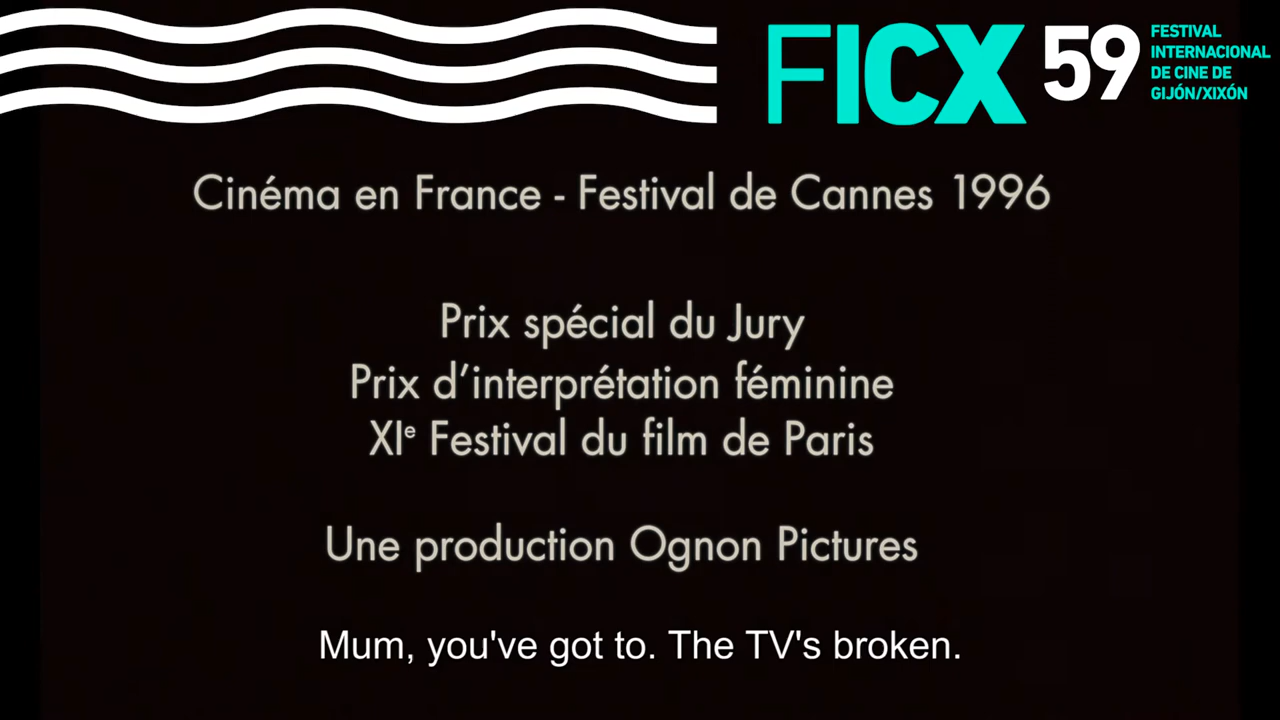 FICX 59
FESTIVAL
INTERNACIONAL
DE CINE DE
GIJÓN/XIXÓN
Cinéma en France - Festival de Cannes 1996
Prix spécial du Jury
Prix d'interprétation féminine
XIe Festival du film de Paris
Une production Ognon Pictures
Mum, you've got to. The TV's broken.